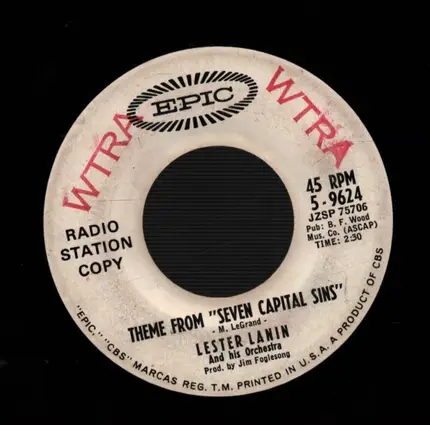 WTRA
EPIC
WTRA
RADIO
STATION
COPY
45 RPM
5-9624
JZSP 75706
Pub: B. F. Wood
Mus. Co. (ASCAP)
TIME: 2:30
THEME FROM "SEVEN CAPITAL SINS"
- M. LeGrand -
LESTER LANIN
And his Orchestra
Prod. by Jim Foglesong
"EPIC," "CBS" MARCAS REG. T.M. PRINTED IN U.S.A. A PRODUCT OF CBS